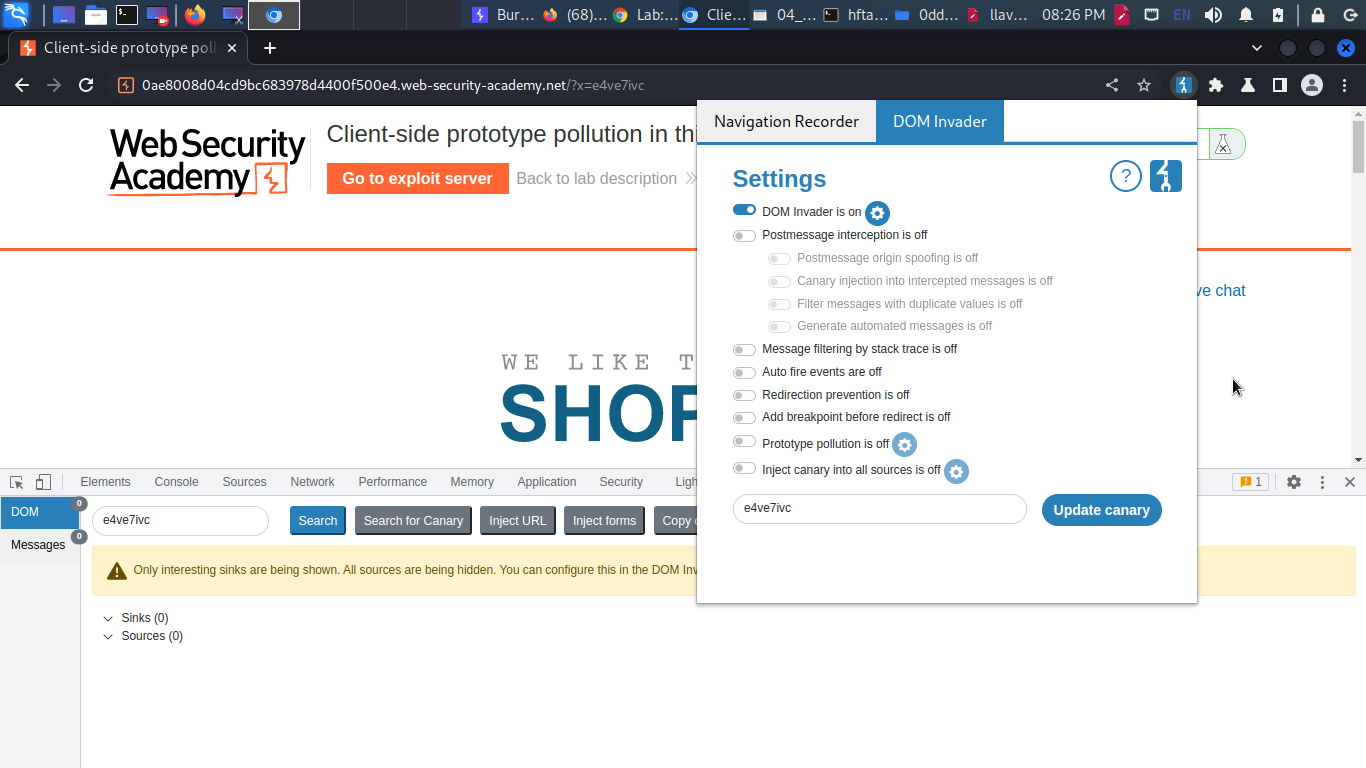 Bur...
(68)...
Lab:...
Clie...
04_...
hfta...
0dd...
llav...
08:26 PM
EN
Client-side prototype poll
0ae8008d04cd9bc683978d4400f500e4.web-security-academy.net/?x=e4ve7ivc
Web Security
Academy
Client-side prototype pollution in thi
Go to exploit server
Back to lab description
ve chat
WE LIKE T
SHOP
Navigation Recorder
DOM Invader
Settings
?
DOM Invader is on
Postmessage interception is off
Postmessage origin spoofing is off
Canary injection into intercepted messages is off
Filter messages with duplicate values is off
Generate automated messages is off
Message filtering by stack trace is off
Auto fire events are off
Redirection prevention is off
Add breakpoint before redirect is off
Prototype pollution is off
Inject canary into all sources is off
e4ve7ivc
Update canary
Elements
Console
Sources
Network
Performance
Memory
Application
Security
Ligh
1
DOM
0
Messages
0
e4ve7ivc
Search
Search for Canary
Inject URL
Inject forms
Copy c
Only interesting sinks are being shown. All sources are being hidden. You can configure this in the DOM Inv
Sinks (0)
Sources (0)